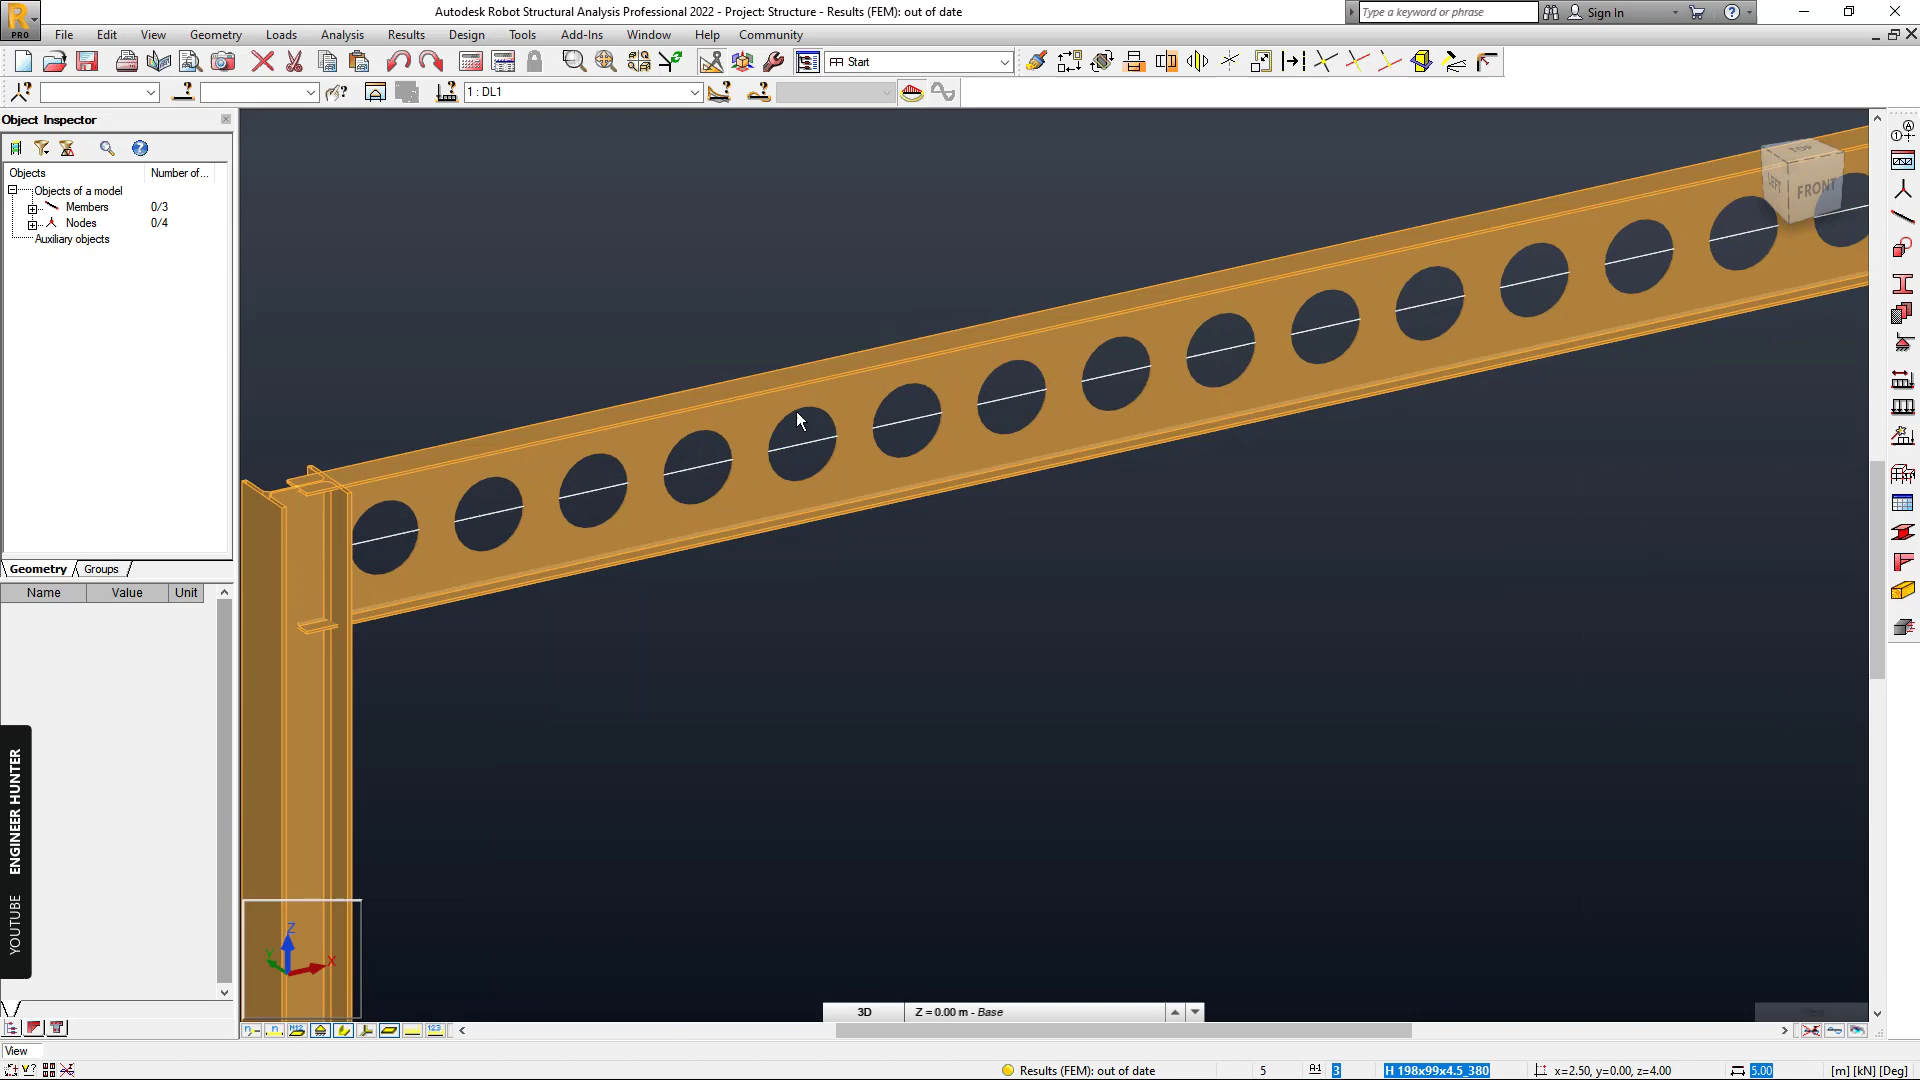 PRO
Autodesk Robot Structural Analysis Professional 2022 - Project: Structure - Results (FEM): out of date
Type a keyword or phrase
Sign In
File Edit View Geometry Loads Analysis Results Design Tools Add-Ins Window Help Community
Start
1 : DL1
Object Inspector
Objects Number of...
Objects of a model
Members 0/3
Nodes 0/4
Auxiliary objects
Geometry Groups
Name Value Unit
YOUTUBE ENGINEER HUNTER
TOP
LEFT FRONT
Z
Y X
3D Z = 0.00 m - Base
View
Results (FEM): out of date 5 3 H 198x99x4.5_380 x=2.50, y=0.00, z=4.00 5.00 [m] [kN] [Deg]